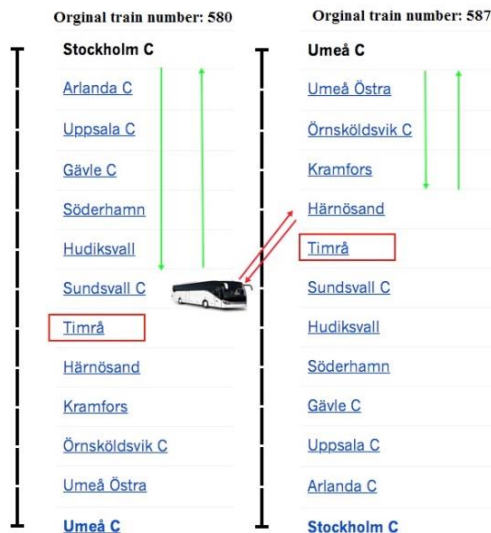 Orginal train number: 580
Stockholm C
Arlanda C
Uppsala C
Gävle C
Söderhamn
Hudiksvall
Sundsvall C
Timrå
Härnösand
Kramfors
Örnsköldsvik C
Umeå Östra
Umeå C
Orginal train number: 587
Umeå C
Umeå Östra
Örnsköldsvik C
Kramfors
Härnösand
Timrå
Sundsvall C
Hudiksvall
Söderhamn
Gävle C
Uppsala C
Arlanda C
Stockholm C